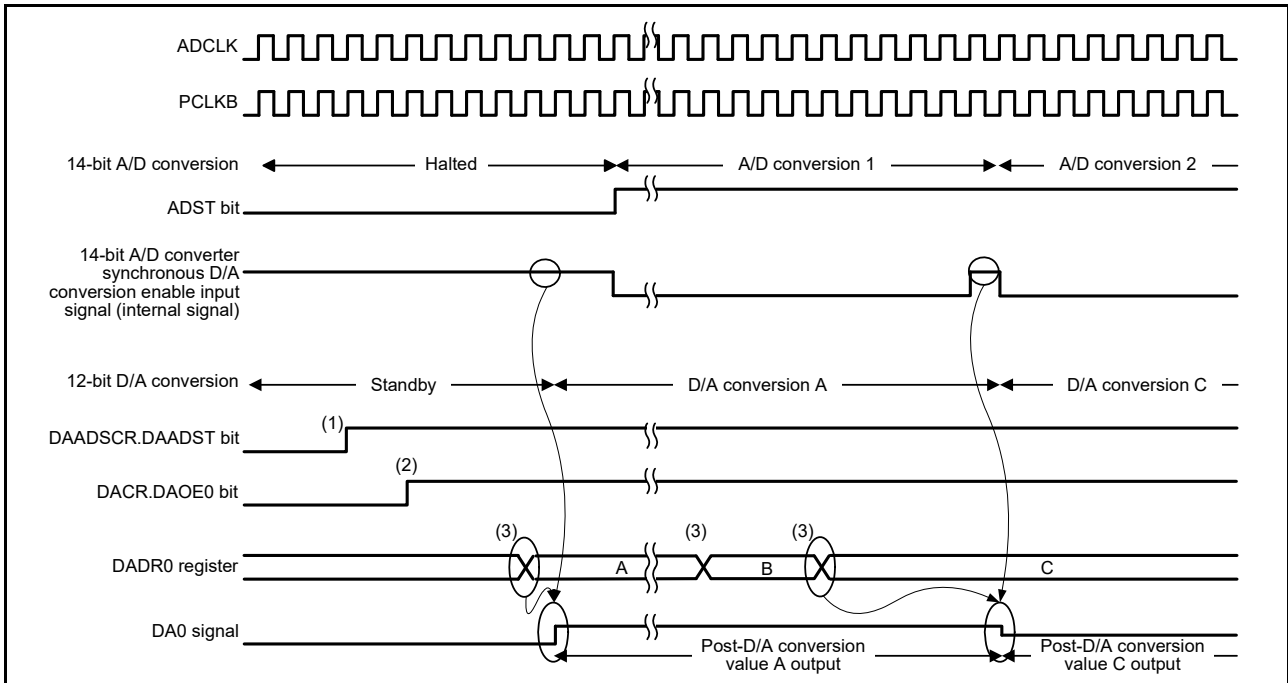 ADCLK
PCLKB
14-bit A/D conversion
Halted
A/D conversion 1
A/D conversion 2
ADST bit
14-bit A/D converter
synchronous D/A
conversion enable input
signal (internal signal)
12-bit D/A conversion
Standby
D/A conversion A
D/A conversion C
(1)
DAADSCR.DAADST bit
(2)
DACR.DAOE0 bit
(3)
(3)
(3)
DADR0 register
A
B
C
DA0 signal
Post-D/A conversion
value A output
Post-D/A conversion
value C output